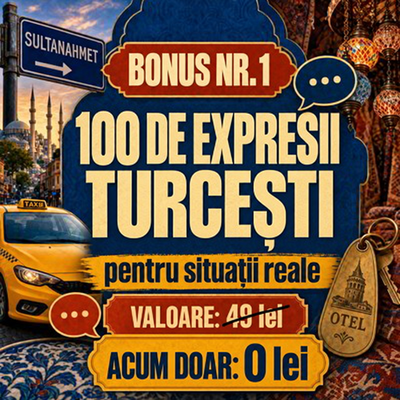 SULTANAHMET
BONUS NR. 1
100 DE EXPRESII
TURCEȘTI
TAXII
pentru situații reale
VALOARE: 49 lei
ACUM DOAR: 0 lei
OTEL